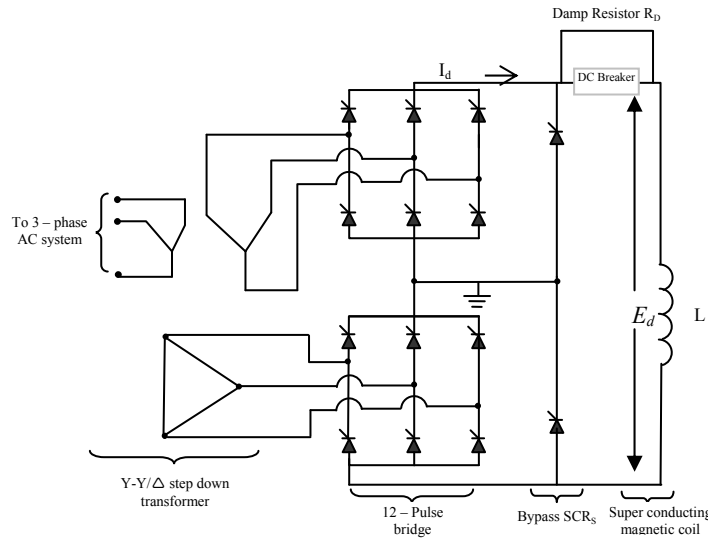 Damp Resistor R_D
I_d
DC Breaker
To 3 – phase
AC system
E_d
L
Y-Y/△ step down
transformer
12 – Pulse
bridge
Bypass SCR_S
Super conducting
magnetic coil